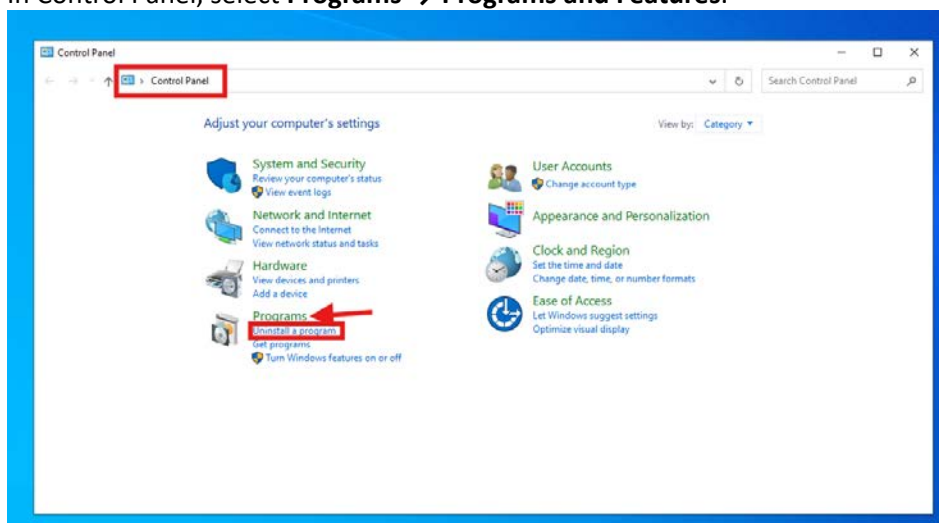 In Control Panel, select Programs → Programs and Features.
Control Panel
Control Panel
Search Control Panel
Adjust your computer's settings
View by: Category
System and Security
Review your computer's status
View event logs
Network and Internet
Connect to the Internet
View network status and tasks
Hardware
View devices and printers
Add a device
Programs
Uninstall a program
Get programs
Turn Windows features on or off
User Accounts
Change account type
Appearance and Personalization
Clock and Region
Set the time and date
Change date, time, or number formats
Ease of Access
Let Windows suggest settings
Optimize visual display